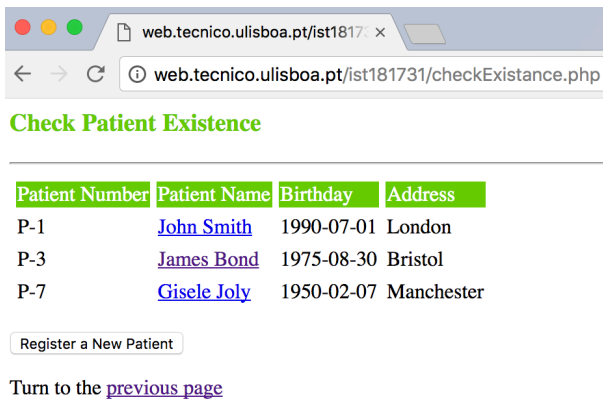 web.tecnico.ulisboa.pt/ist1817
web.tecnico.ulisboa.pt/ist181731/checkExistance.php
Check Patient Existence
Patient Number Patient Name Birthday Address
P-1 John Smith 1990-07-01 London
P-3 James Bond 1975-08-30 Bristol
P-7 Gisele Joly 1950-02-07 Manchester
Register a New Patient
Turn to the previous page